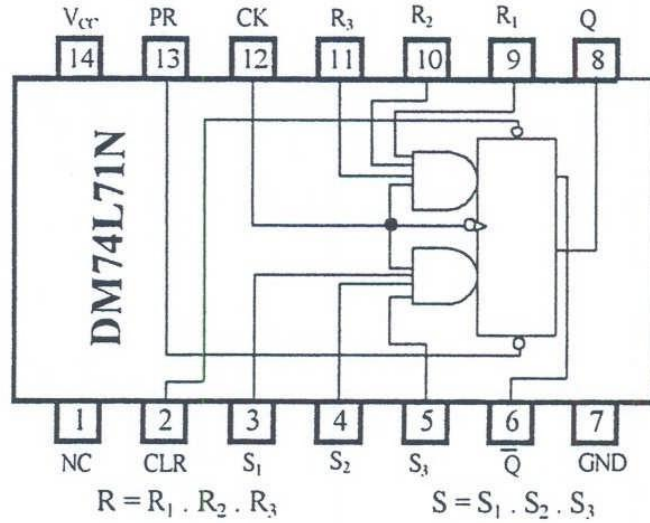 Vcc PR CK R3 R2 R1 Q
14 13 12 11 10 9 8
DM74L71N
1 2 3 4 5 6 7
NC CLR S1 S2 S3 Q̅ GND
R = R1 . R2 . R3 S = S1 . S2 . S3